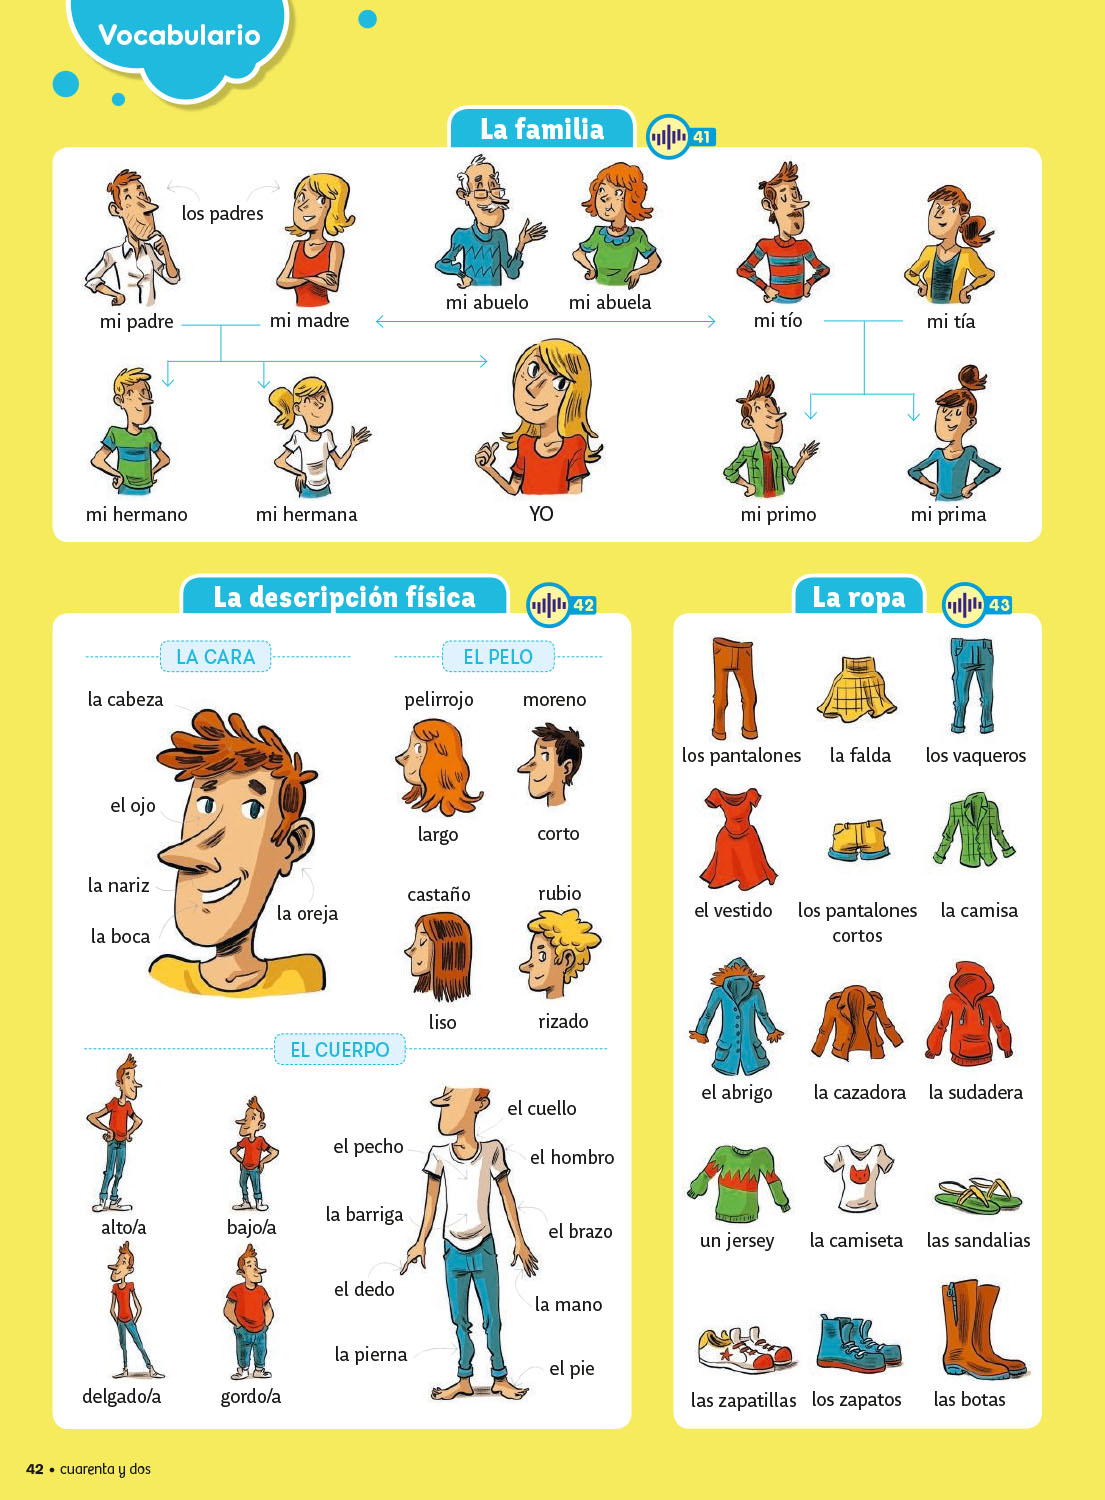 Vocabulario
La familia
41
los padres
mi padre
mi madre
mi abuelo
mi abuela
mi tío
mi tía
mi hermano
mi hermana
YO
mi primo
mi prima
La descripción física
42
LA CARA
la cabeza
el ojo
la nariz
la boca
la oreja
EL PELO
pelirrojo
moreno
largo
corto
castaño
rubio
liso
rizado
EL CUERPO
alto/a
bajo/a
delgado/a
gordo/a
el cuello
el pecho
el hombro
la barriga
el brazo
el dedo
la mano
la pierna
el pie
La ropa
43
los pantalones
la falda
los vaqueros
el vestido
los pantalones
cortos
la camisa
el abrigo
la cazadora
la sudadera
un jersey
la camiseta
las sandalias
las zapatillas
los zapatos
las botas
42 • cuarenta y dos